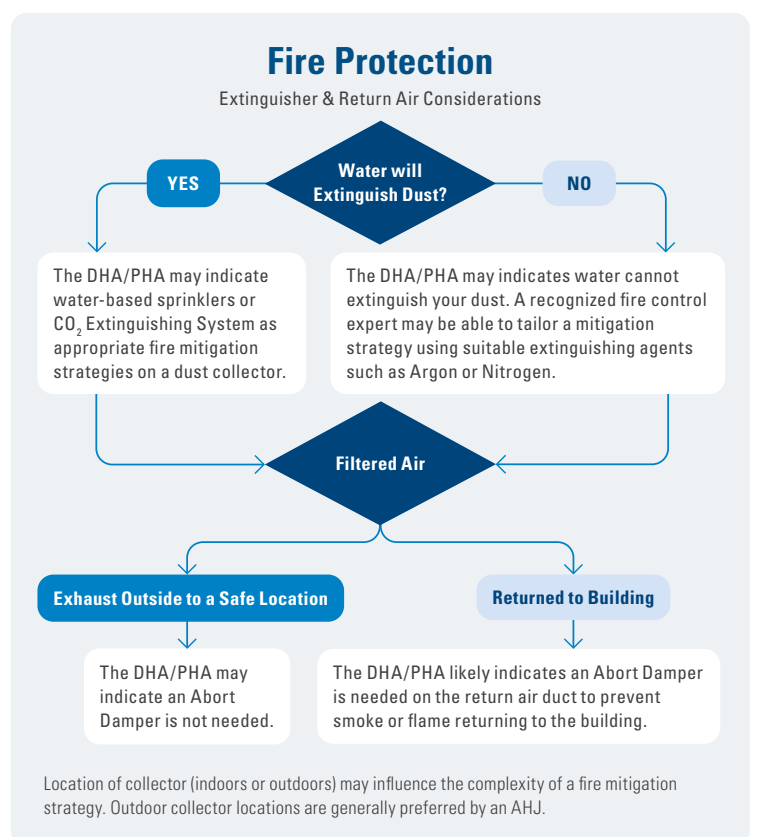 Fire Protection
Extinguisher & Return Air Considerations
Water will
Extinguish Dust?
YES
NO
The DHA/PHA may indicate
water-based sprinklers or
CO₂ Extinguishing System as
appropriate fire mitigation
strategies on a dust collector.
The DHA/PHA may indicates water cannot
extinguish your dust. A recognized fire control
expert may be able to tailor a mitigation
strategy using suitable extinguishing agents
such as Argon or Nitrogen.
Filtered Air
Exhaust Outside to a Safe Location
Returned to Building
The DHA/PHA may
indicate an Abort
Damper is not needed.
The DHA/PHA likely indicates an Abort Damper
is needed on the return air duct to prevent
smoke or flame returning to the building.
Location of collector (indoors or outdoors) may influence the complexity of a fire mitigation
strategy. Outdoor collector locations are generally preferred by an AHJ.